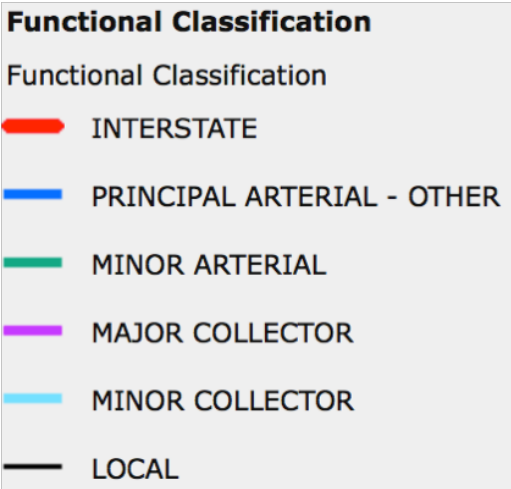 Functional Classification
Functional Classification
INTERSTATE
PRINCIPAL ARTERIAL - OTHER
MINOR ARTERIAL
MAJOR COLLECTOR
MINOR COLLECTOR
LOCAL